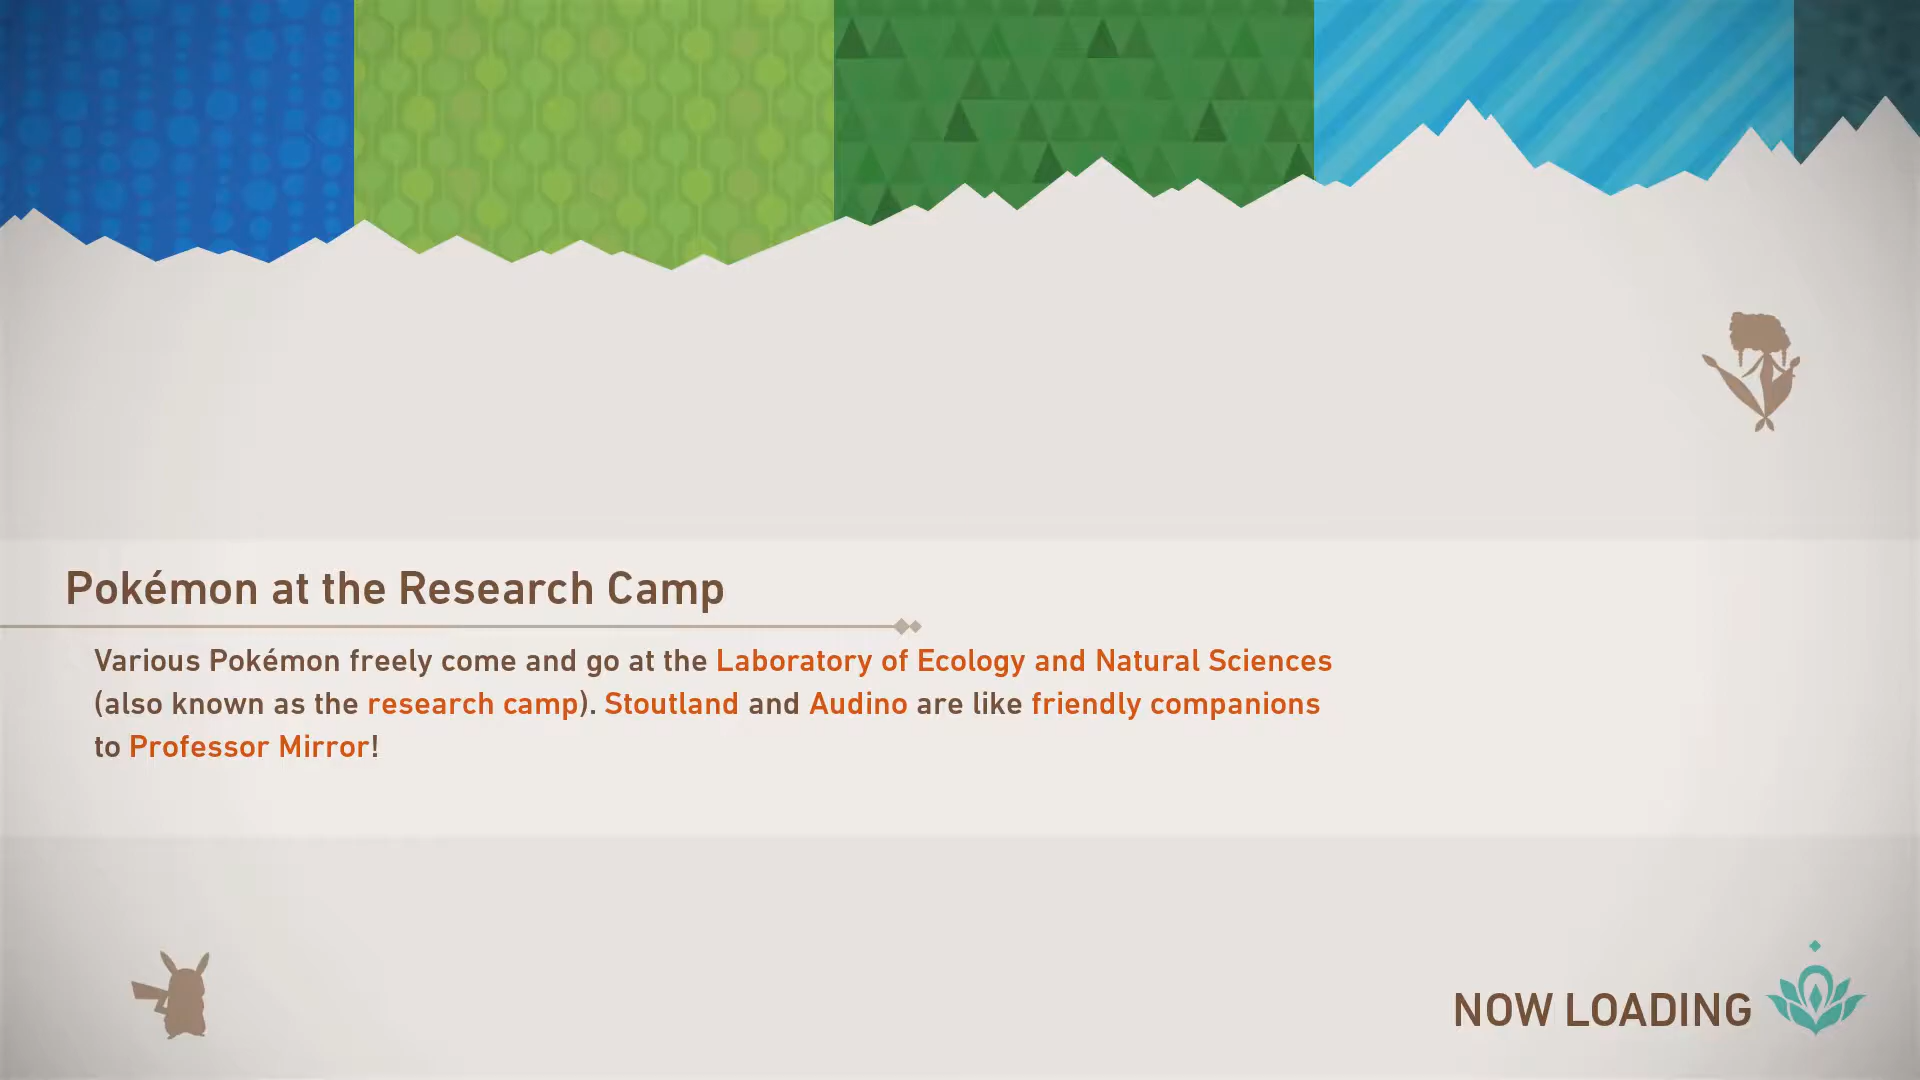 Pokémon at the Research Camp
Various Pokémon freely come and go at the Laboratory of Ecology and Natural Sciences
(also known as the research camp). Stoutland and Audino are like friendly companions
to Professor Mirror!
NOW LOADING